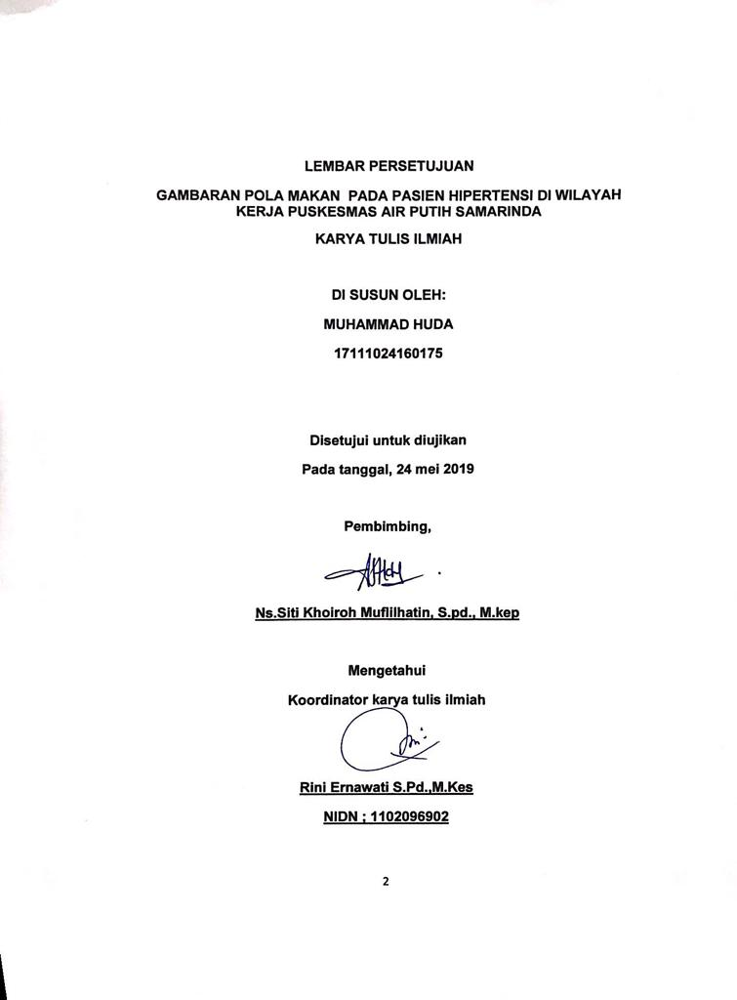 LEMBAR PERSETUJUAN
GAMBARAN POLA MAKAN PADA PASIEN HIPERTENSI DI WILAYAH
KERJA PUSKESMAS AIR PUTIH SAMARINDA
KARYA TULIS ILMIAH
DI SUSUN OLEH:
MUHAMMAD HUDA
17111024160175
Disetujui untuk diujikan
Pada tanggal, 24 mei 2019
Pembimbing,
Ns.Siti Khoiroh Muflilhatin, S.pd., M.kep
Mengetahui
Koordinator karya tulis ilmiah
Rini Ernawati S.Pd.,M.Kes
NIDN ; 1102096902
2